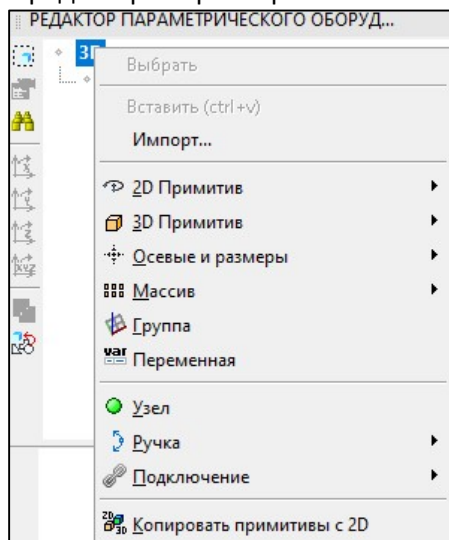 РЕДАКТОР ПАРАМЕТРИЧЕСКОГО ОБОРУД...
3D
Выбрать
Вставить (ctrl+v)
Импорт...
2D Примитив
3D Примитив
Осевые и размеры
Массив
Группа
Переменная
Узел
Ручка
Подключение
Копировать примитивы с 2D